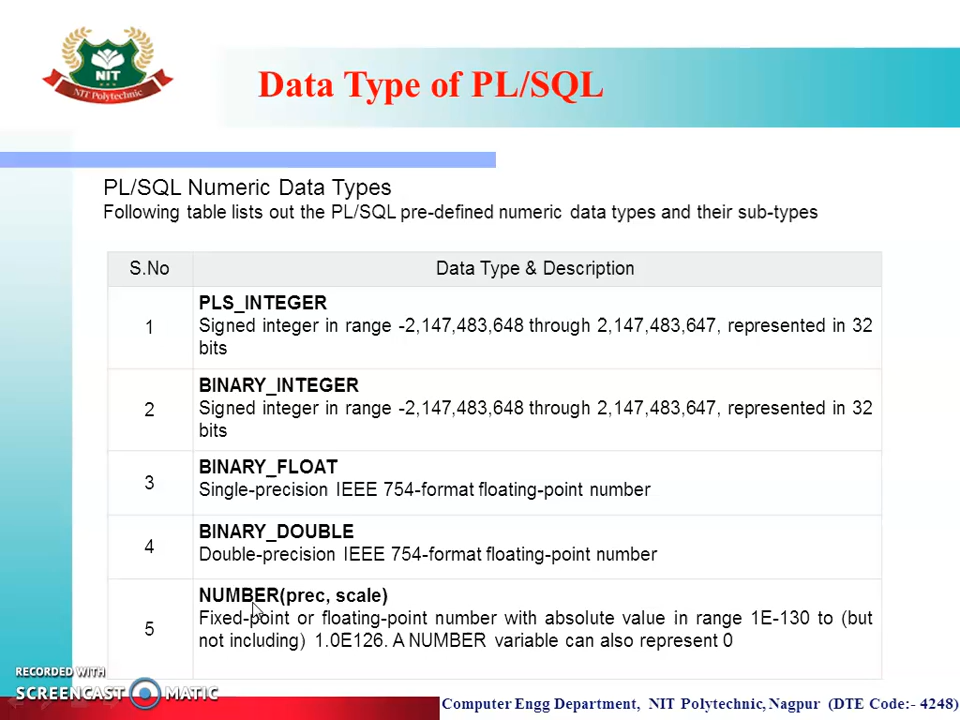 NIT
NIT Polytechnic
Data Type of PL/SQL
PL/SQL Numeric Data Types
Following table lists out the PL/SQL pre-defined numeric data types and their sub-types
S.No
Data Type & Description
1
PLS_INTEGER
Signed integer in range -2,147,483,648 through 2,147,483,647, represented in 32
bits
2
BINARY_INTEGER
Signed integer in range -2,147,483,648 through 2,147,483,647, represented in 32
bits
3
BINARY_FLOAT
Single-precision IEEE 754-format floating-point number
4
BINARY_DOUBLE
Double-precision IEEE 754-format floating-point number
5
NUMBER(prec, scale)
Fixed-point or floating-point number with absolute value in range 1E-130 to (but
not including) 1.0E126. A NUMBER variable can also represent 0
RECORDED WITH
SCREENCAST MATIC
Computer Engg Department, NIT Polytechnic, Nagpur (DTE Code:- 4248)